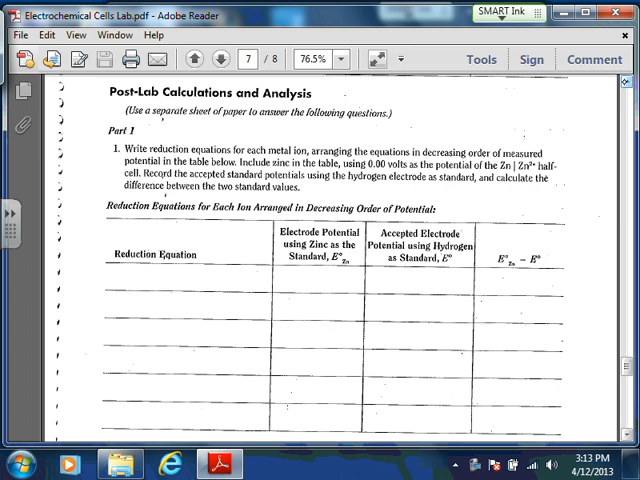 Electrochemical Cells Lab.pdf - Adobe Reader
SMART Ink
File Edit View Window Help
7 / 8 76.5% Tools Sign Comment
Post-Lab Calculations and Analysis
(Use a separate sheet of paper to answer the following questions.)
Part 1
1. Write reduction equations for each metal ion, arranging the equations in decreasing order of measured
potential in the table below. Include zinc in the table, using 0.00 volts as the potential of the Zn | Zn²⁺ half-
cell. Record the accepted standard potentials using the hydrogen electrode as standard, and calculate the
difference between the two standard values.
Reduction Equations for Each Ion Arranged in Decreasing Order of Potential:
Reduction Equation
Electrode Potential
using Zinc as the
Standard, E°Zn
Accepted Electrode
Potential using Hydrogen
as Standard, E°
E°Zn – E°
3:13 PM
4/12/2013